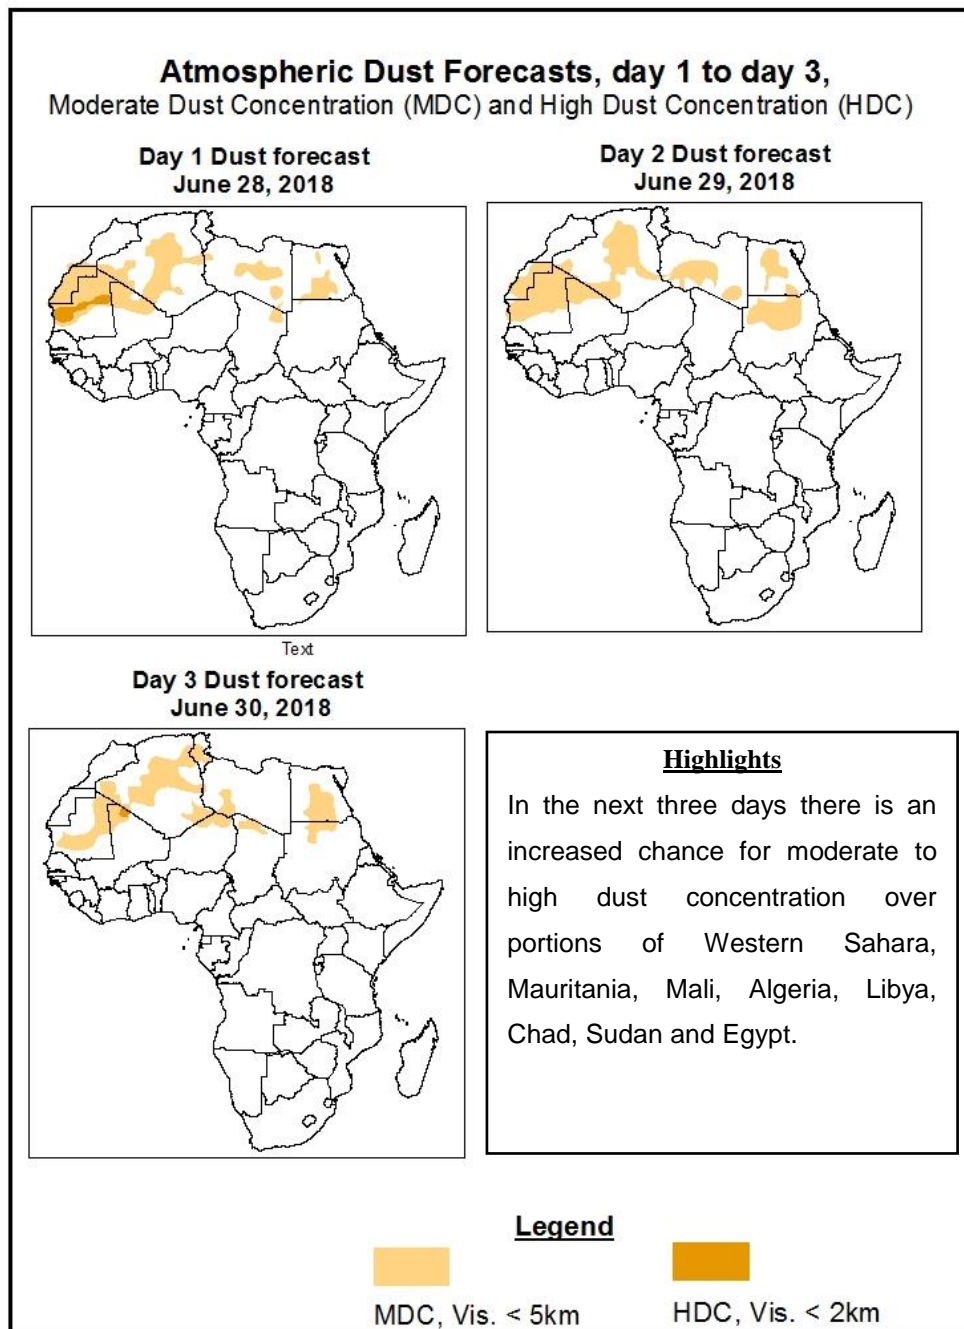 Atmospheric Dust Forecasts, day 1 to day 3,
Moderate Dust Concentration (MDC) and High Dust Concentration (HDC)
Day 1 Dust forecast
June 28, 2018
Day 2 Dust forecast
June 29, 2018
Text
Day 3 Dust forecast
June 30, 2018
Highlights
In the next three days there is an
increased chance for moderate to
high dust concentration over
portions of Western Sahara,
Mauritania, Mali, Algeria, Libya,
Chad, Sudan and Egypt.
Legend
MDC, Vis. < 5km
HDC, Vis. < 2km